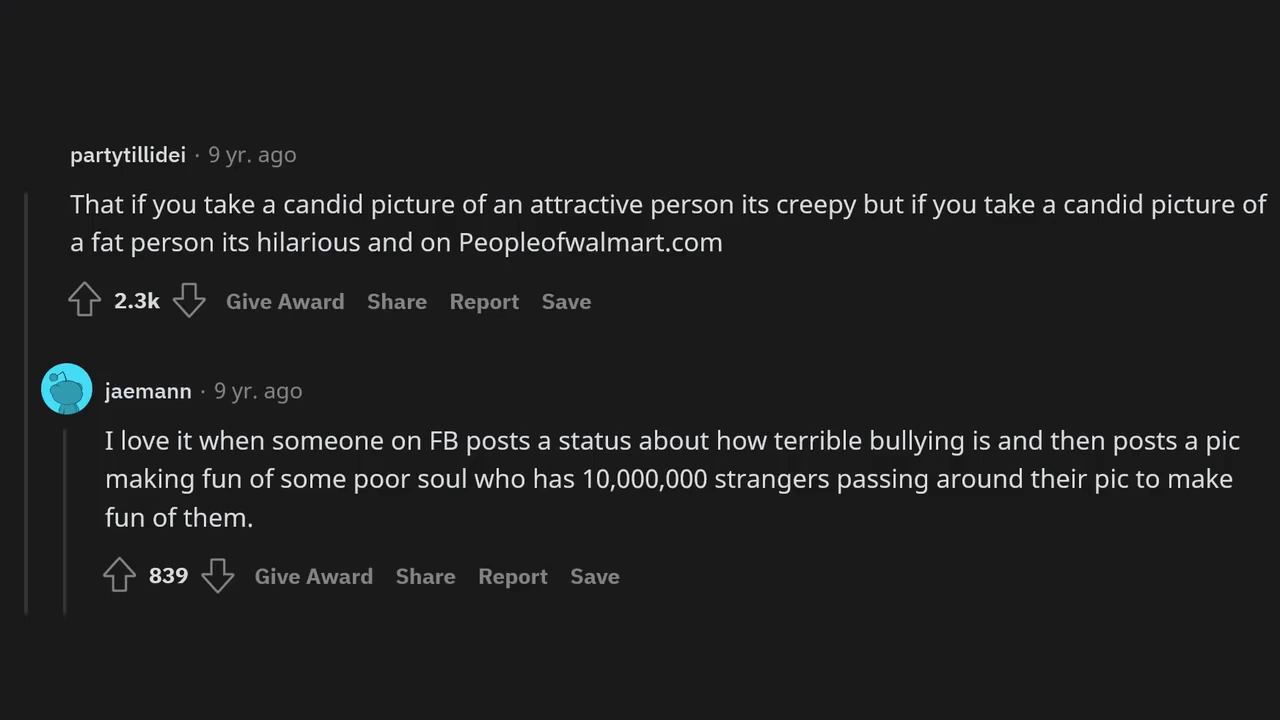 partytillidei · 9 yr. ago
That if you take a candid picture of an attractive person its creepy but if you take a candid picture of
a fat person its hilarious and on Peopleofwalmart.com
2.3k Give Award Share Report Save
jaemann · 9 yr. ago
I love it when someone on FB posts a status about how terrible bullying is and then posts a pic
making fun of some poor soul who has 10,000,000 strangers passing around their pic to make
fun of them.
839 Give Award Share Report Save